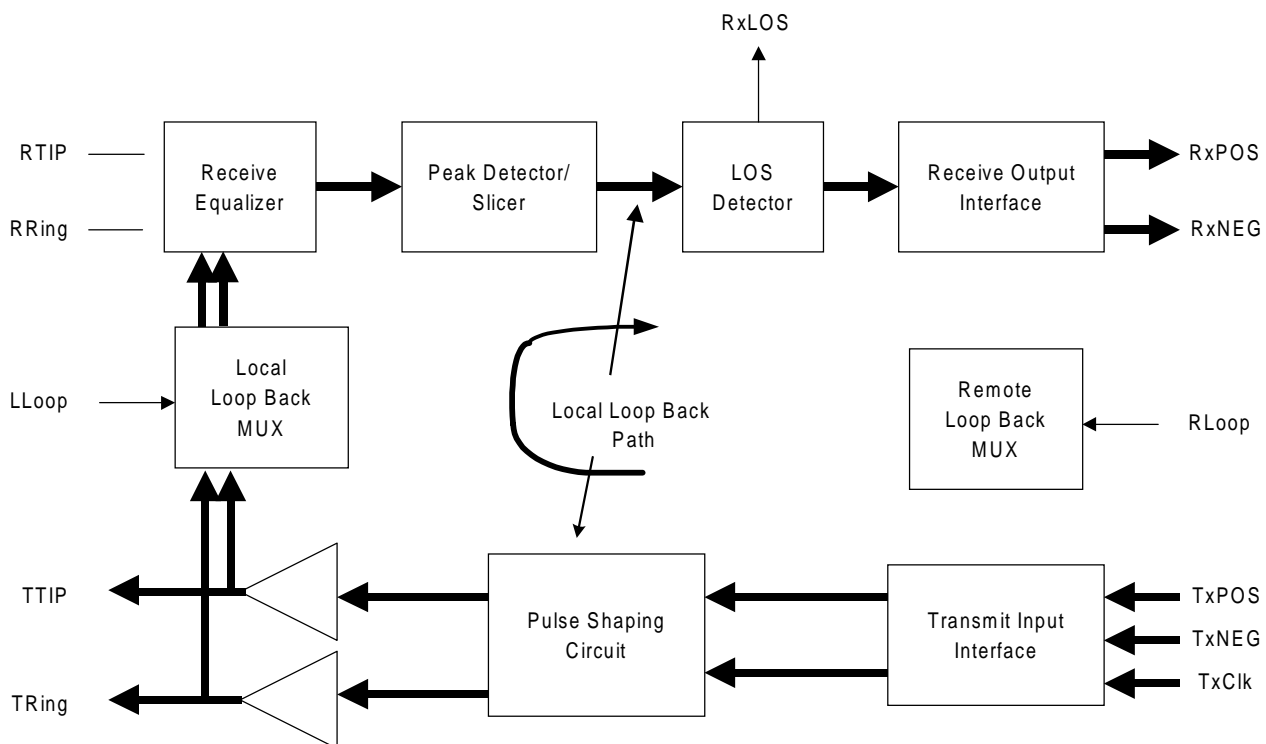 RxLOS
RTIP
RRing
Receive
Equalizer
Peak Detector/
Slicer
LOS
Detector
Receive Output
Interface
RxPOS
RxNEG
LLoop
Local
Loop Back
MUX
Local Loop Back
Path
Remote
Loop Back
MUX
RLoop
TTIP
TRing
Pulse Shaping
Circuit
Transmit Input
Interface
TxPOS
TxNEG
TxClk